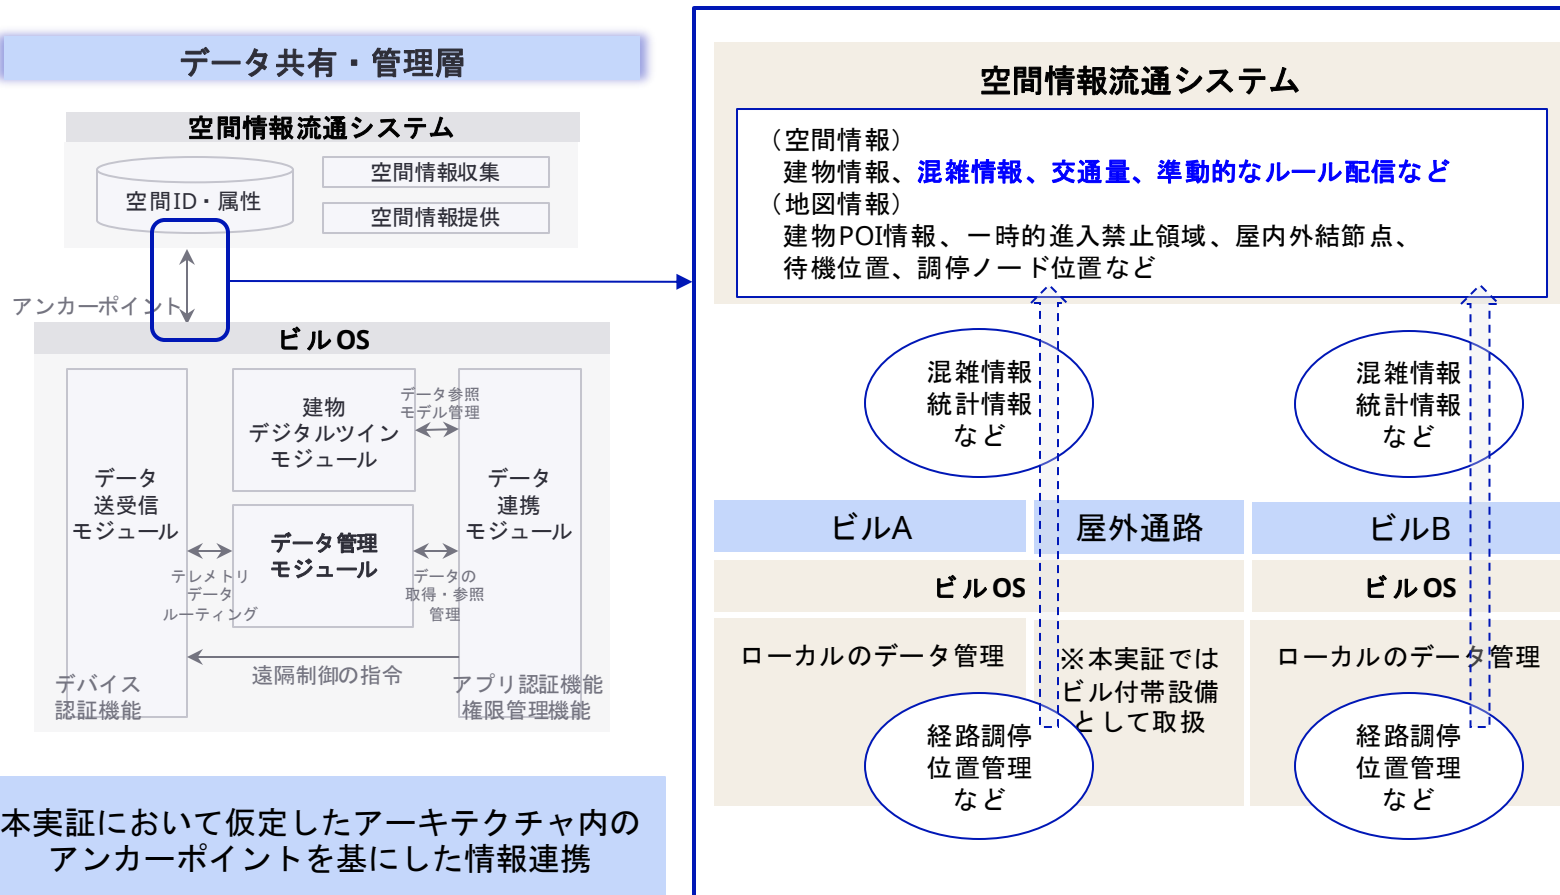 データ共有・管理層
空間情報流通システム
空間ID・属性
空間情報収集
空間情報提供
アンカーポイント
ビルOS
データ
送受信
モジュール
建物
デジタルツイン
モジュール
データ参照
モデル管理
データ
連携
モジュール
データ管理
モジュール
テレメトリ
データ
ルーティング
データの
取得・参照
管理
遠隔制御の指令
デバイス
認証機能
アプリ認証機能
権限管理機能
本実証において仮定したアーキテクチャ内の
アンカーポイントを基にした情報連携
空間情報流通システム
（空間情報）
建物情報、混雑情報、交通量、準動的なルール配信など
（地図情報）
建物POI情報、一時的進入禁止領域、屋内外結節点、
待機位置、調停ノード位置など
混雑情報
統計情報
など
混雑情報
統計情報
など
ビルA
屋外通路
ビルB
ビルOS
ビルOS
ローカルのデータ管理
※本実証では
ビル付帯設備
として取扱
ローカルのデータ管理
経路調停
位置管理
など
経路調停
位置管理
など